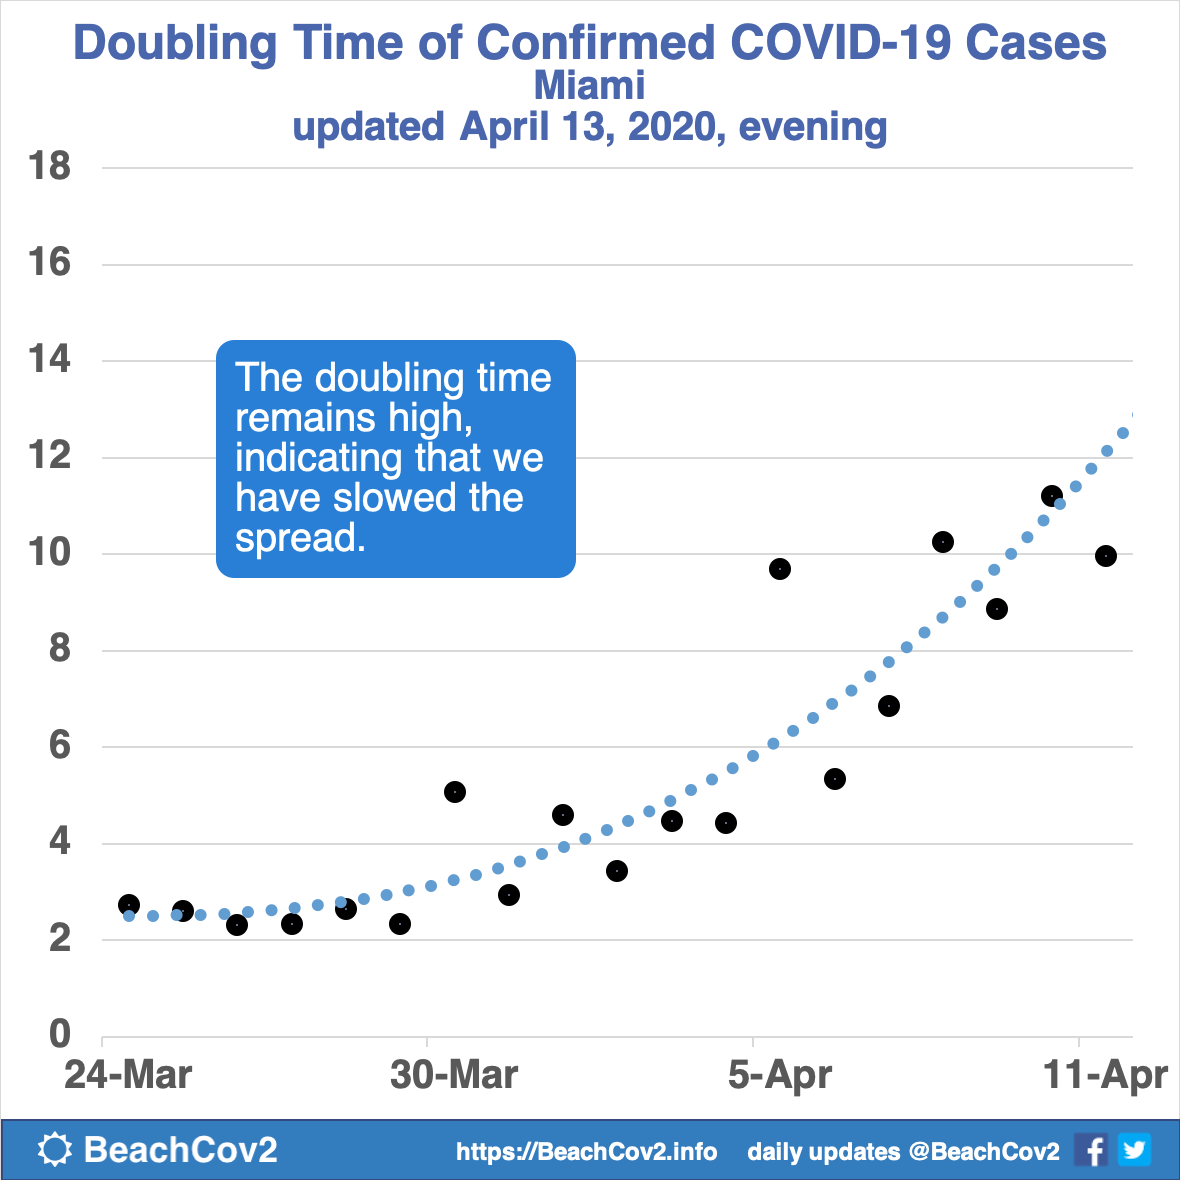 Doubling Time of Confirmed COVID-19 Cases
Miami
updated April 13, 2020, evening
18
16
14
12
10
8
6
4
2
0
The doubling time
remains high,
indicating that we
have slowed the
spread.
24-Mar 30-Mar 5-Apr 11-Apr
BeachCov2 https://BeachCov2.info daily updates @BeachCov2